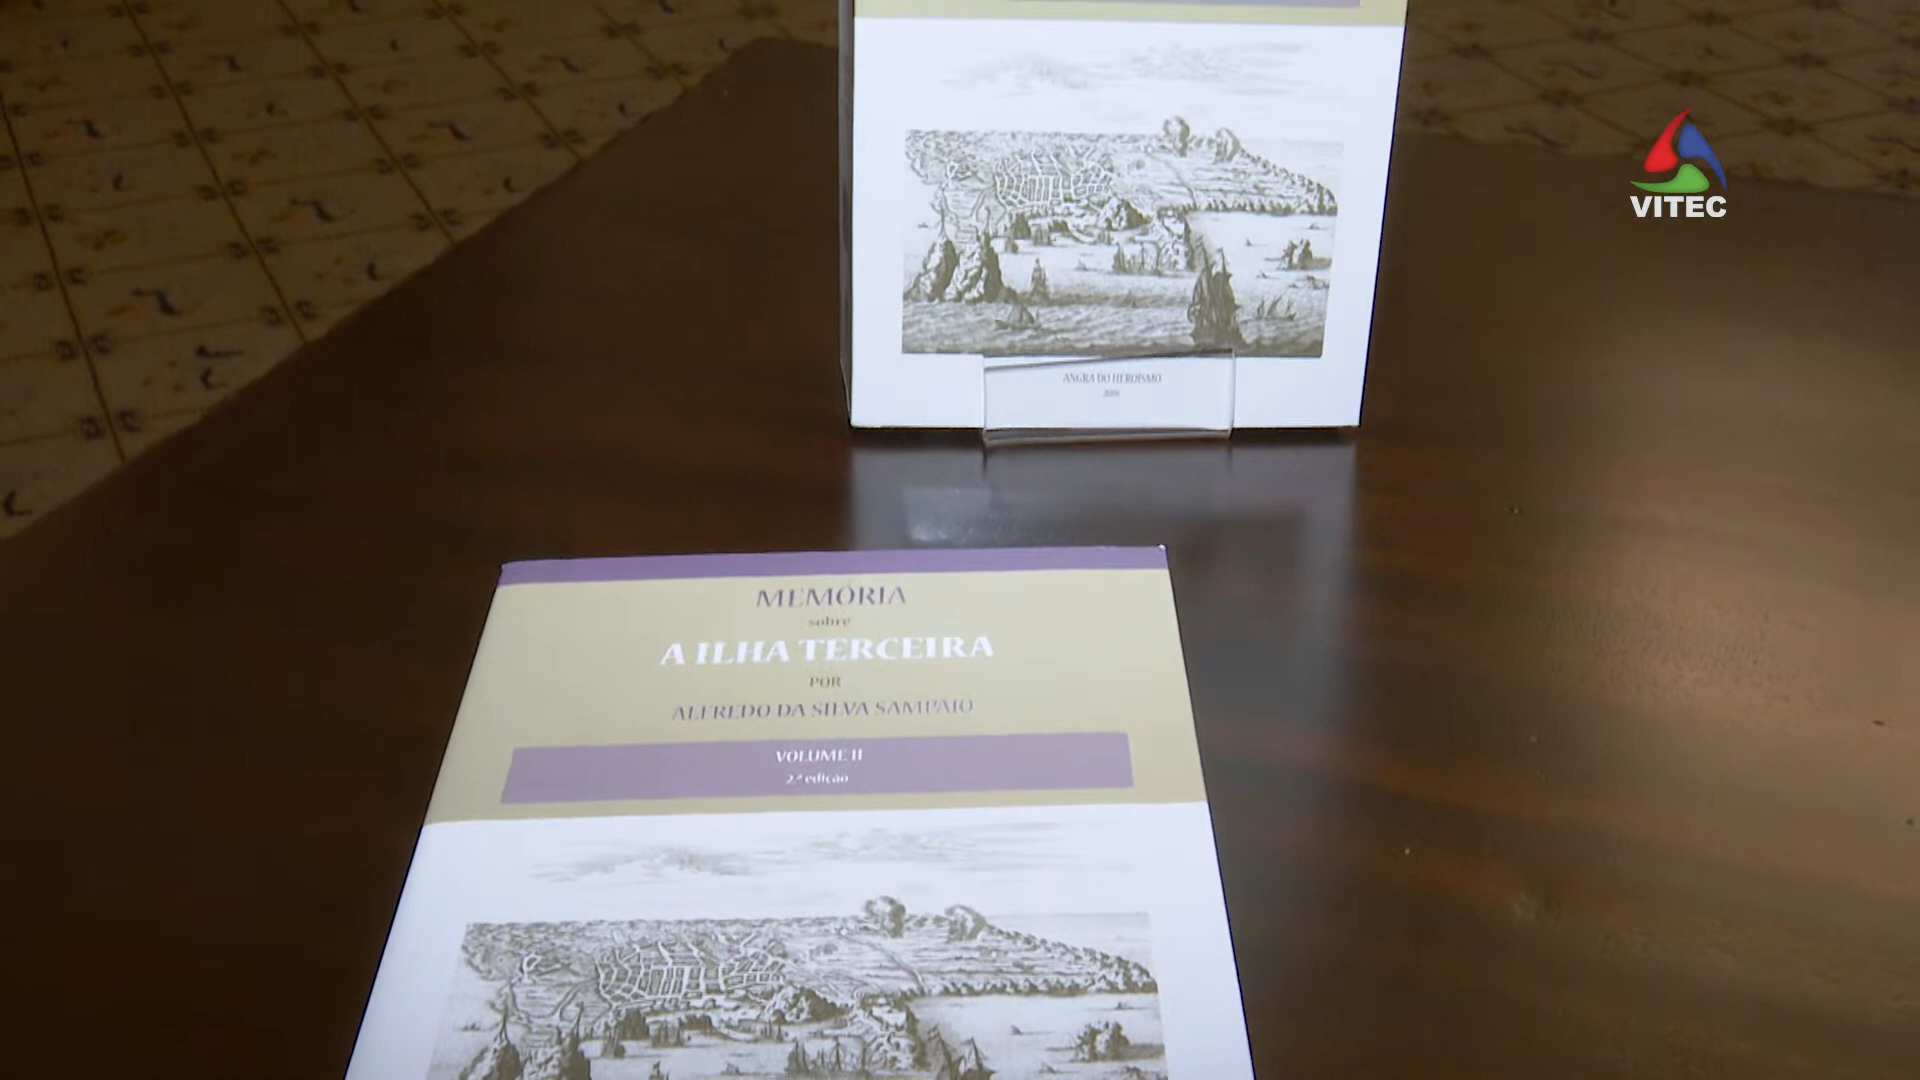 VITEC
ANGRA DO HEROÍSMO
MEMÓRIA
sobre
A ILHA TERCEIRA
POR
ALFREDO DA SILVA SAMPAIO
VOLUME II
2.ª edição